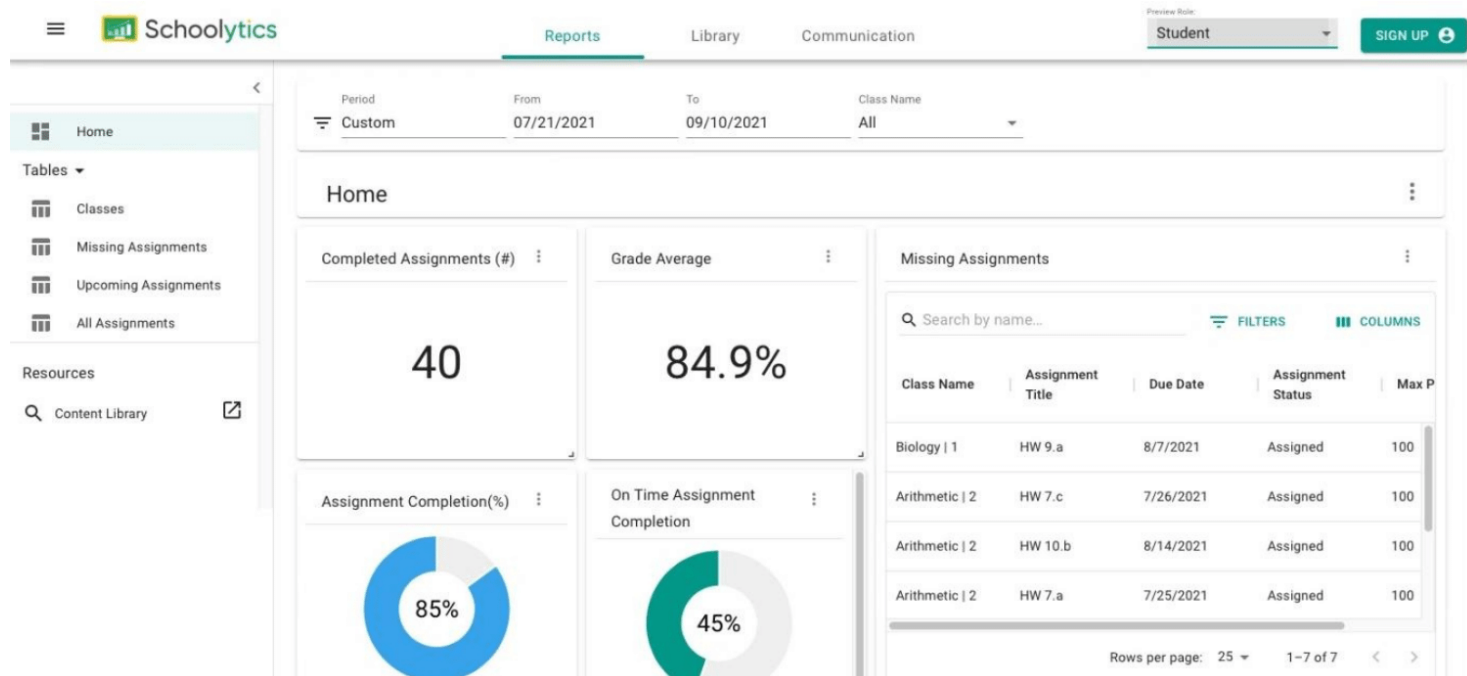 Schoolytics
Reports
Library
Communication
Preview Role:
Student
SIGN UP
Home
Tables
Classes
Missing Assignments
Upcoming Assignments
All Assignments
Resources
Content Library
Period From To Class Name
Custom 07/21/2021 09/10/2021 All
Home
Completed Assignments (#)
40
Grade Average
84.9%
Assignment Completion(%)
85%
On Time Assignment
Completion
45%
Missing Assignments
Search by name...
FILTERS
COLUMNS
Class Name Assignment Title Due Date Assignment Status Max P
Biology | 1 HW 9.a 8/7/2021 Assigned 100
Arithmetic | 2 HW 7.c 7/26/2021 Assigned 100
Arithmetic | 2 HW 10.b 8/14/2021 Assigned 100
Arithmetic | 2 HW 7.a 7/25/2021 Assigned 100
Rows per page: 25 1–7 of 7